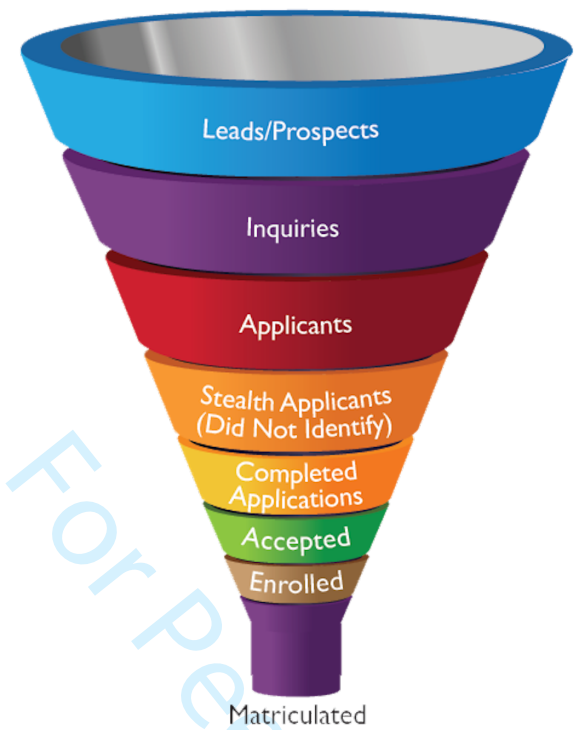 Leads/Prospects
Inquiries
Applicants
Stealth Applicants
(Did Not Identify)
Completed
Applications
Accepted
Enrolled
Matriculated
For